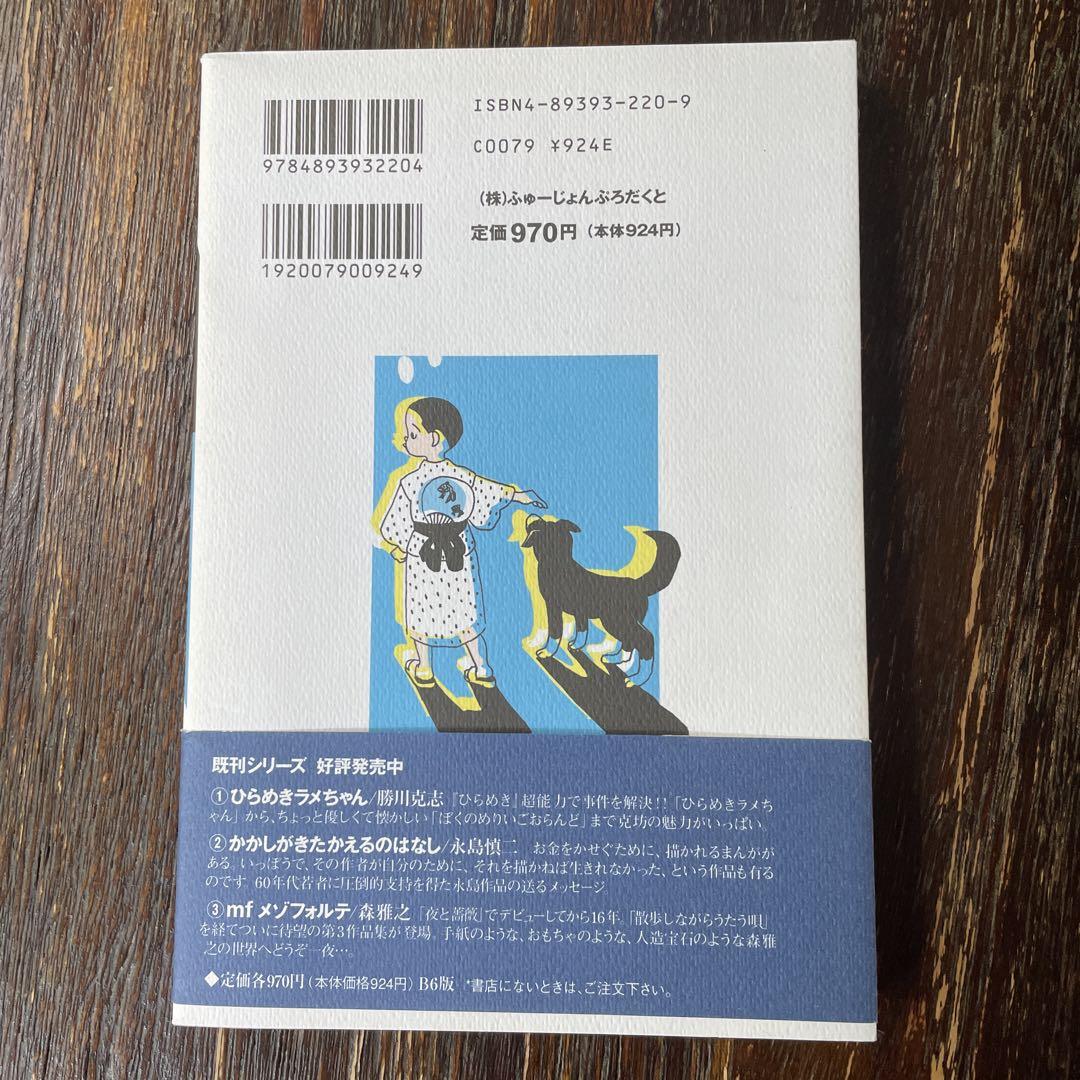 ISBN4-89393-220-9
C0079 ¥924E
9784893932204
(株)ふゅーじょんぷろだくと
定価970円(本体924円)
1920079009249
既刊シリーズ 好評発売中
①ひらめきラメちゃん/勝川克志 『ひらめき』超能力で事件を解決!!「ひらめきラメち
ゃん」から、ちょっと優しくて懐かしい「ぼくのめりいごおらんど」まで克坊の魅力がいっぱい。
②かかしがきたかえるのはなし/永島慎二 お金をかせぐために、描かれるまんがが
ある。いっぽうで、その作者が自分のために、それを描かねば生きれなかった、という作品も有る
のです。60年代若者に圧倒的支持を得た永島作品の送るメッセージ。
③mf メゾフォルテ/森雅之 「夜と薔薇」でデビューしてから16年。「散歩しながらうたう唄」
を経てついに待望の第3作品集が登場。手紙のような、おもちゃのような、人造宝石のような森雅
之の世界へどうぞ一夜…。
◆定価各970円(本体価格924円) B6版 *書店にないときは、ご注文下さい。